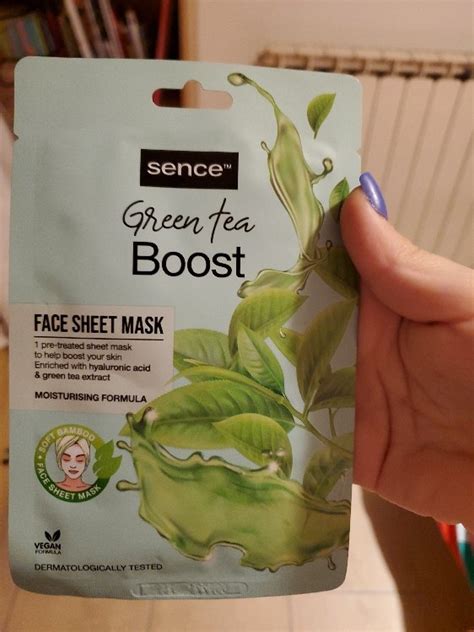 sence™
Green tea
Boost
FACE SHEET MASK
1 pre-treated sheet mask
to help boost your skin
Enriched with hyaluronic acid
& green tea extract
MOISTURISING FORMULA
SOFT BAMBOO
FACE SHEET MASK
VEGAN
FORMULA
DERMATOLOGICALLY TESTED